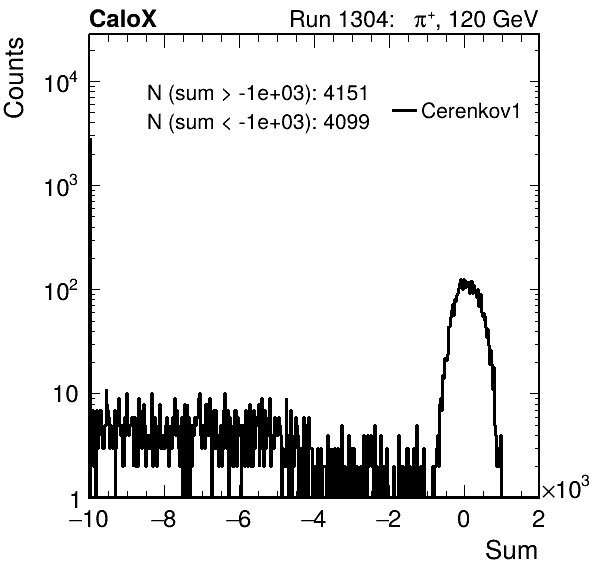 CaloX Run 1304: π⁺, 120 GeV
Counts
N (sum > -1e+03): 4151
N (sum < -1e+03): 4099
Cerenkov1
10⁴
10³
10²
10
1
−10 −8 −6 −4 −2 0 2
×10³
Sum